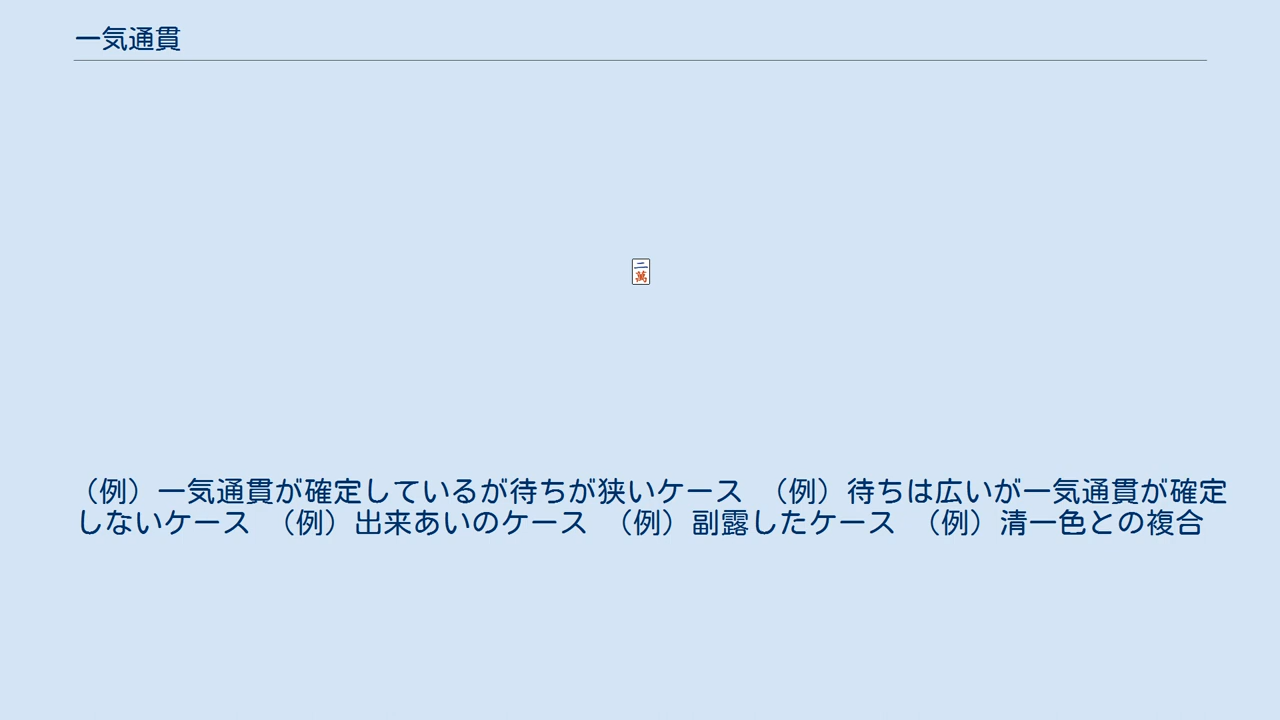 一気通貫
二萬
（例）一気通貫が確定しているが待ちが狭いケース （例）待ちは広いが一気通貫が確定
しないケース （例）出来あいのケース （例）副露したケース （例）清一色との複合